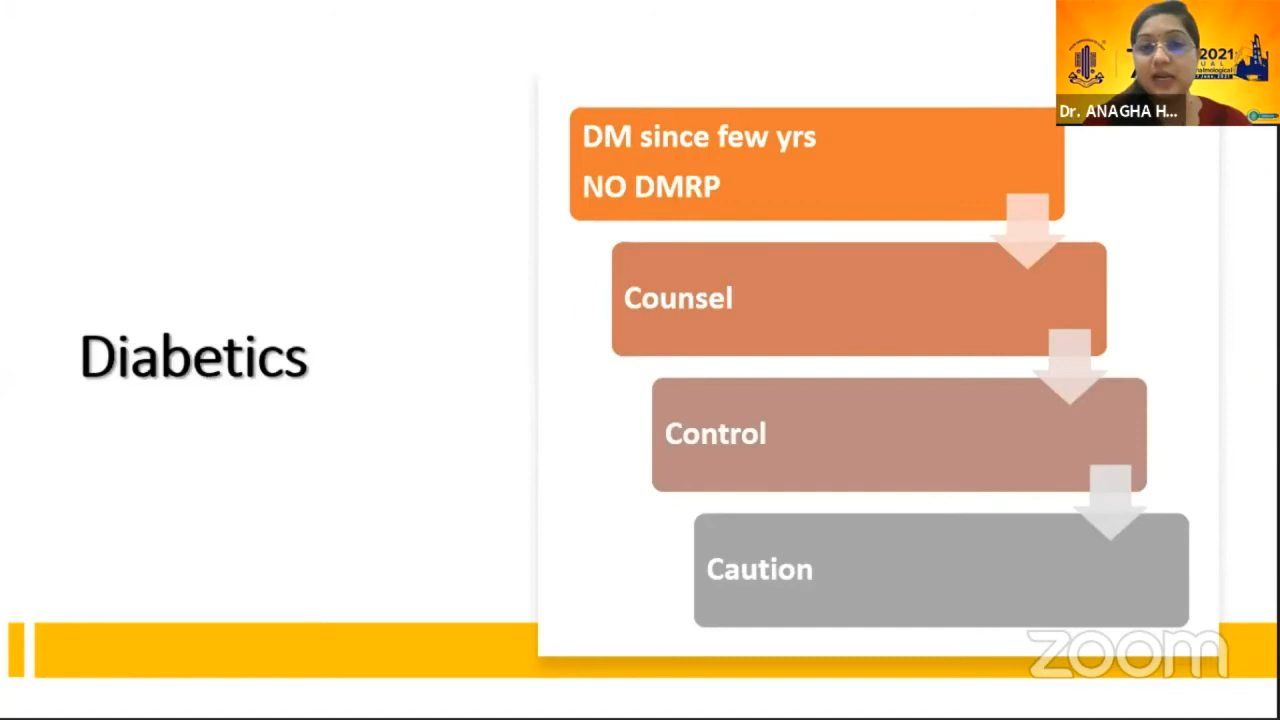 Diabetics
DM since few yrs
NO DMRP
Counsel
Control
Caution
2021
Dr. ANAGHA H...
zoom